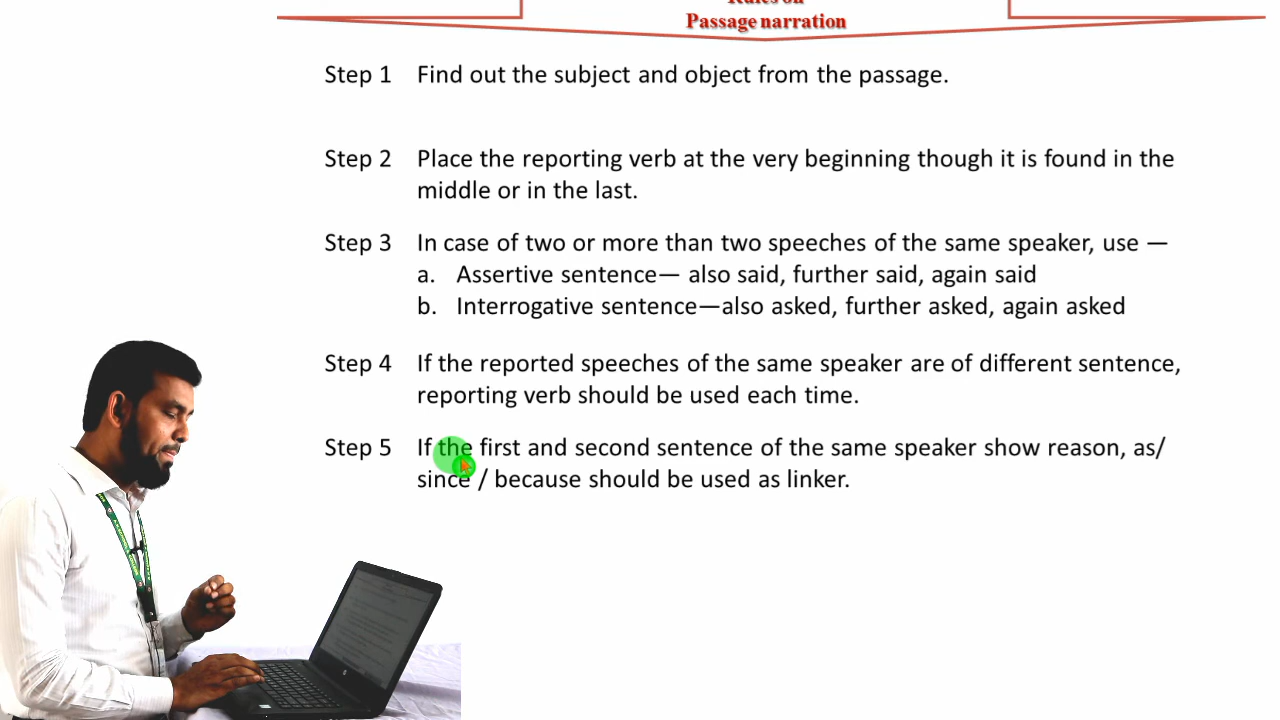 Rules on
Passage narration
Step 1 Find out the subject and object from the passage.
Step 2 Place the reporting verb at the very beginning though it is found in the
middle or in the last.
Step 3 In case of two or more than two speeches of the same speaker, use —
a. Assertive sentence— also said, further said, again said
b. Interrogative sentence—also asked, further asked, again asked
Step 4 If the reported speeches of the same speaker are of different sentence,
reporting verb should be used each time.
Step 5 If the first and second sentence of the same speaker show reason, as/
since / because should be used as linker.